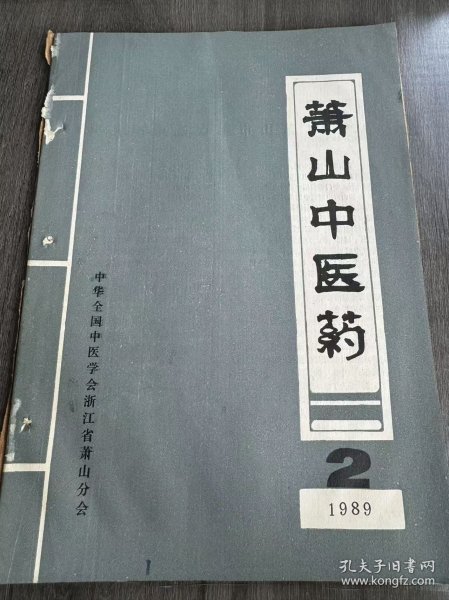 萧山中医药
2
1989
中华全国中医学会浙江省萧山分会
孔夫子旧书网
www.kongfz.com